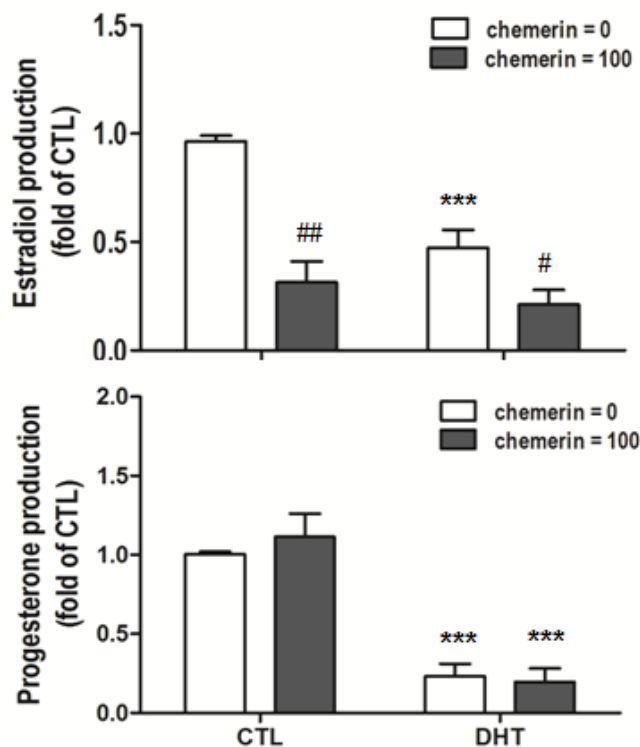 Estradiol production
(fold of CTL)
1.5
1.0
0.5
0.0
chemerin = 0
chemerin = 100
##
***
#
Progesterone production
(fold of CTL)
2.0
1.5
1.0
0.5
0.0
chemerin = 0
chemerin = 100
***
***
CTL
DHT